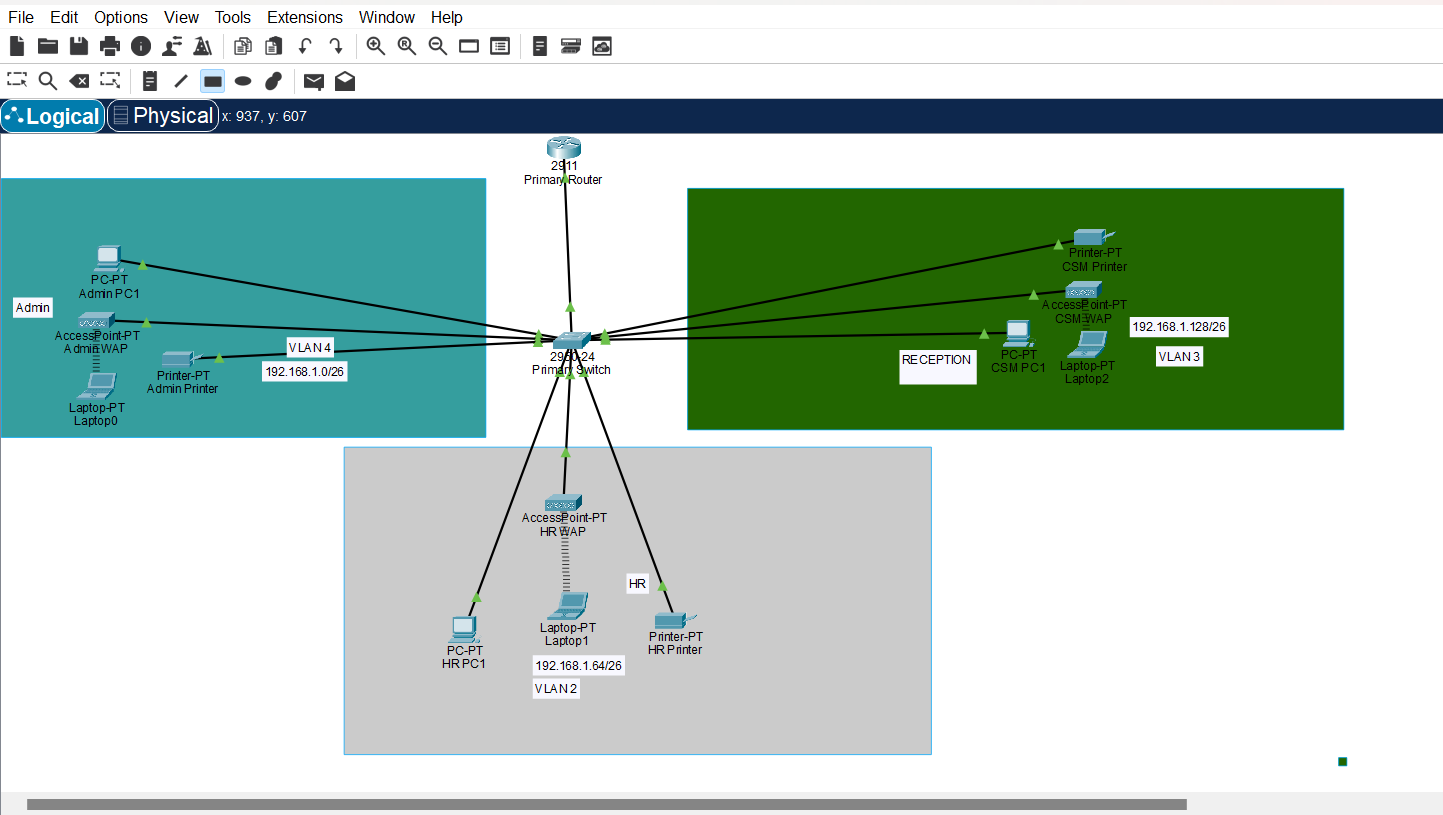 File Edit Options View Tools Extensions Window Help
Logical Physical x: 937, y: 607
2911
Primary Router
PC-PT
Admin PC1
Admin
AccessPoint-PT
Admin WAP
Printer-PT
Admin Printer
Laptop-PT
Laptop0
VLAN 4
192.168.1.0/26
2960-24
Primary Switch
Printer-PT
CSM Printer
AccessPoint-PT
CSM WAP
192.168.1.128/26
VLAN 3
RECEPTION
PC-PT
CSM PC1
Laptop-PT
Laptop2
AccessPoint-PT
HR WAP
HR
Laptop-PT
Laptop1
PC-PT
HR PC1
Printer-PT
HR Printer
192.168.1.64/26
VLAN 2